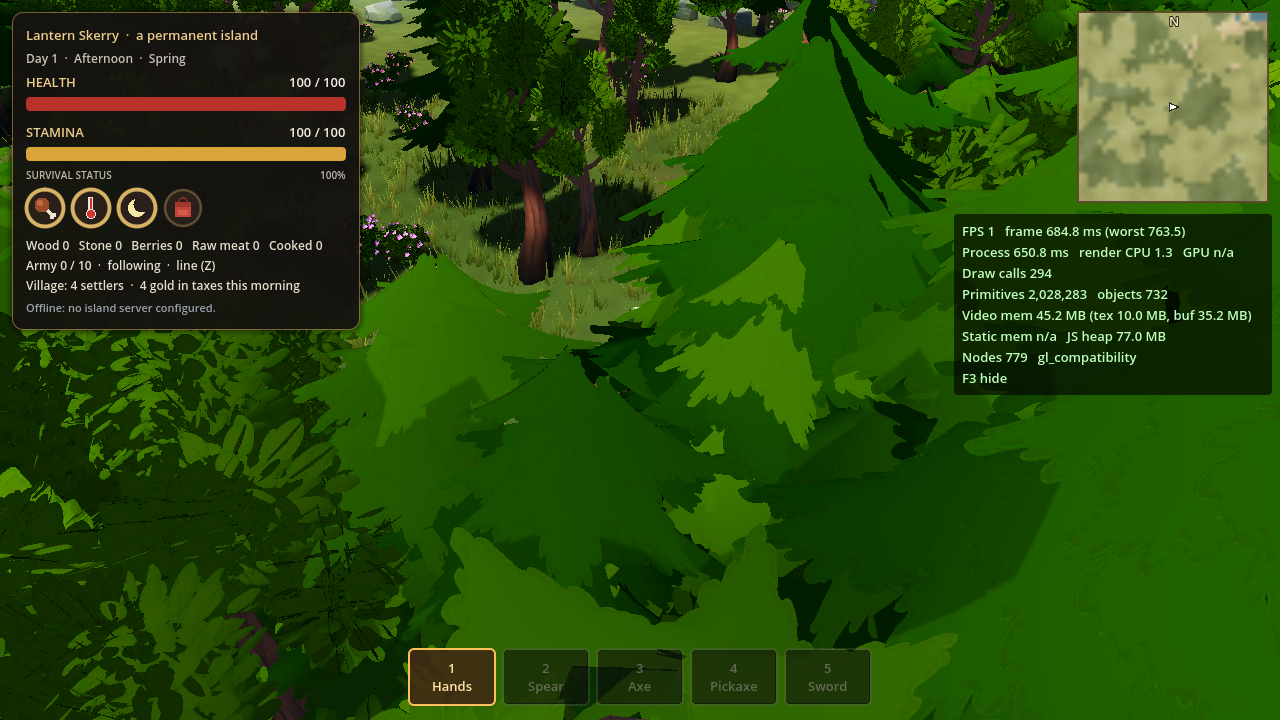 Lantern Skerry · a permanent island
Day 1 · Afternoon · Spring
HEALTH 100 / 100
STAMINA 100 / 100
SURVIVAL STATUS 100%
Wood 0 Stone 0 Berries 0 Raw meat 0 Cooked 0
Army 0 / 10 · following · line (Z)
Village: 4 settlers · 4 gold in taxes this morning
Offline: no island server configured.
N
FPS 1 frame 684.8 ms (worst 763.5)
Process 650.8 ms render CPU 1.3 GPU n/a
Draw calls 294
Primitives 2,028,283 objects 732
Video mem 45.2 MB (tex 10.0 MB, buf 35.2 MB)
Static mem n/a JS heap 77.0 MB
Nodes 779 gl_compatibility
F3 hide
1 2 3 4 5
Hands Spear Axe Pickaxe Sword